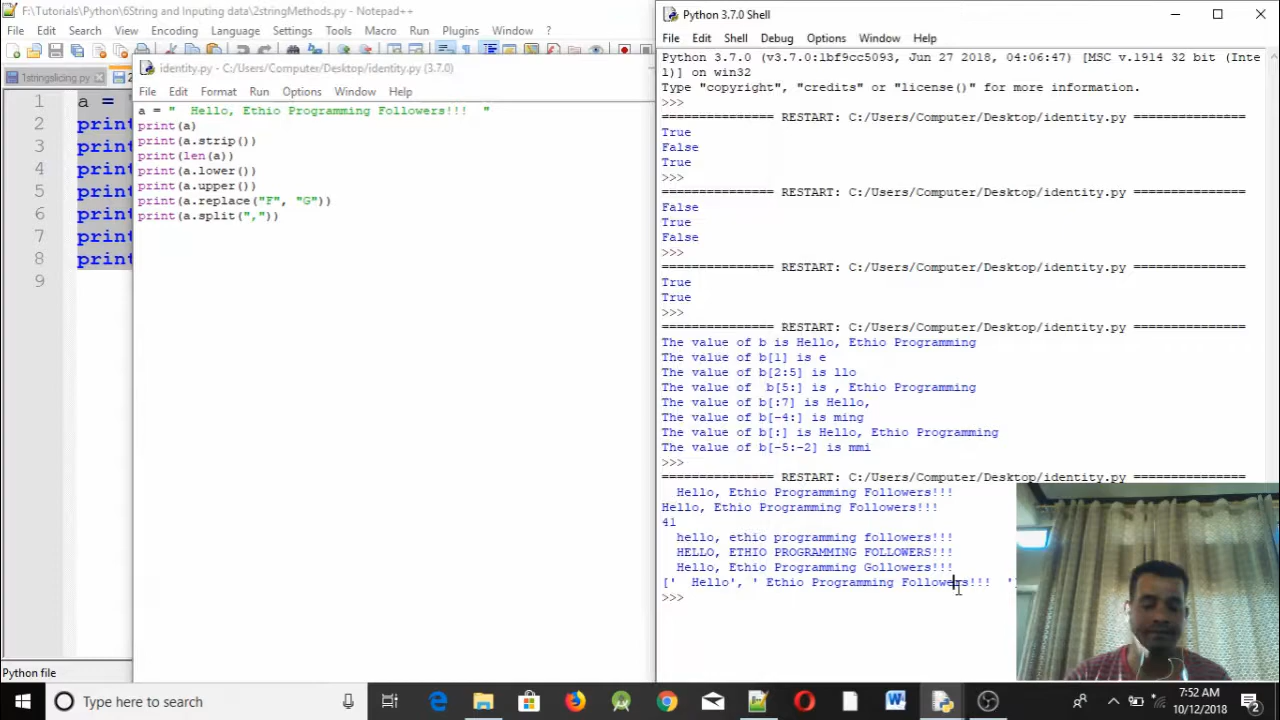 F:\Tutorials\Python\6String and Inputing data\2stringMethods.py - Notepad++
File Edit Search View Encoding Language Settings Tools Macro Run Plugins Window ?
1stringslicing.py
1 a =
2 print
3 print
4 print
5 print
6 print
7 print
8 print
9
Python file
identity.py - C:/Users/Computer/Desktop/identity.py (3.7.0)
File Edit Format Run Options Window Help
a = "  Hello, Ethio Programming Followers!!!  "
print(a)
print(a.strip())
print(len(a))
print(a.lower())
print(a.upper())
print(a.replace("F", "G"))
print(a.split(","))
Python 3.7.0 Shell
File Edit Shell Debug Options Window Help
Python 3.7.0 (v3.7.0:1bf9cc5093, Jun 27 2018, 04:06:47) [MSC v.1914 32 bit (Inte
l)] on win32
Type "copyright", "credits" or "license()" for more information.
>>>
=============== RESTART: C:/Users/Computer/Desktop/identity.py ===============
True
False
True
>>>
=============== RESTART: C:/Users/Computer/Desktop/identity.py ===============
False
True
False
>>>
=============== RESTART: C:/Users/Computer/Desktop/identity.py ===============
True
True
>>>
=============== RESTART: C:/Users/Computer/Desktop/identity.py ===============
The value of b is Hello, Ethio Programming
The value of b[1] is e
The value of b[2:5] is llo
The value of  b[5:] is , Ethio Programming
The value of b[:7] is Hello,
The value of b[-4:] is ming
The value of b[:] is Hello, Ethio Programming
The value of b[-5:-2] is mmi
>>>
=============== RESTART: C:/Users/Computer/Desktop/identity.py ===============
  Hello, Ethio Programming Followers!!!
Hello, Ethio Programming Followers!!!
41
  hello, ethio programming followers!!!
  HELLO, ETHIO PROGRAMMING FOLLOWERS!!!
  Hello, Ethio Programming Gollowers!!!
['  Hello', ' Ethio Programming Followers!!!  '
>>>
Type here to search
7:52 AM
10/12/2018
2